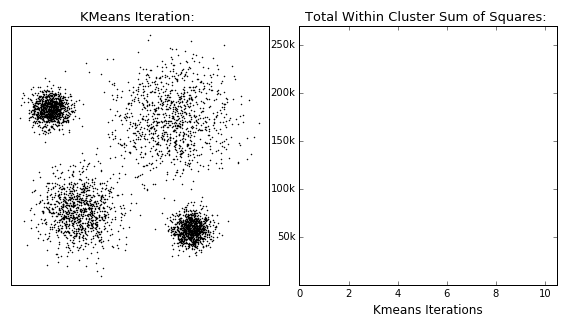 KMeans Iteration:
Total Within Cluster Sum of Squares:
250k
200k
150k
100k
50k
0 2 4 6 8 10
Kmeans Iterations